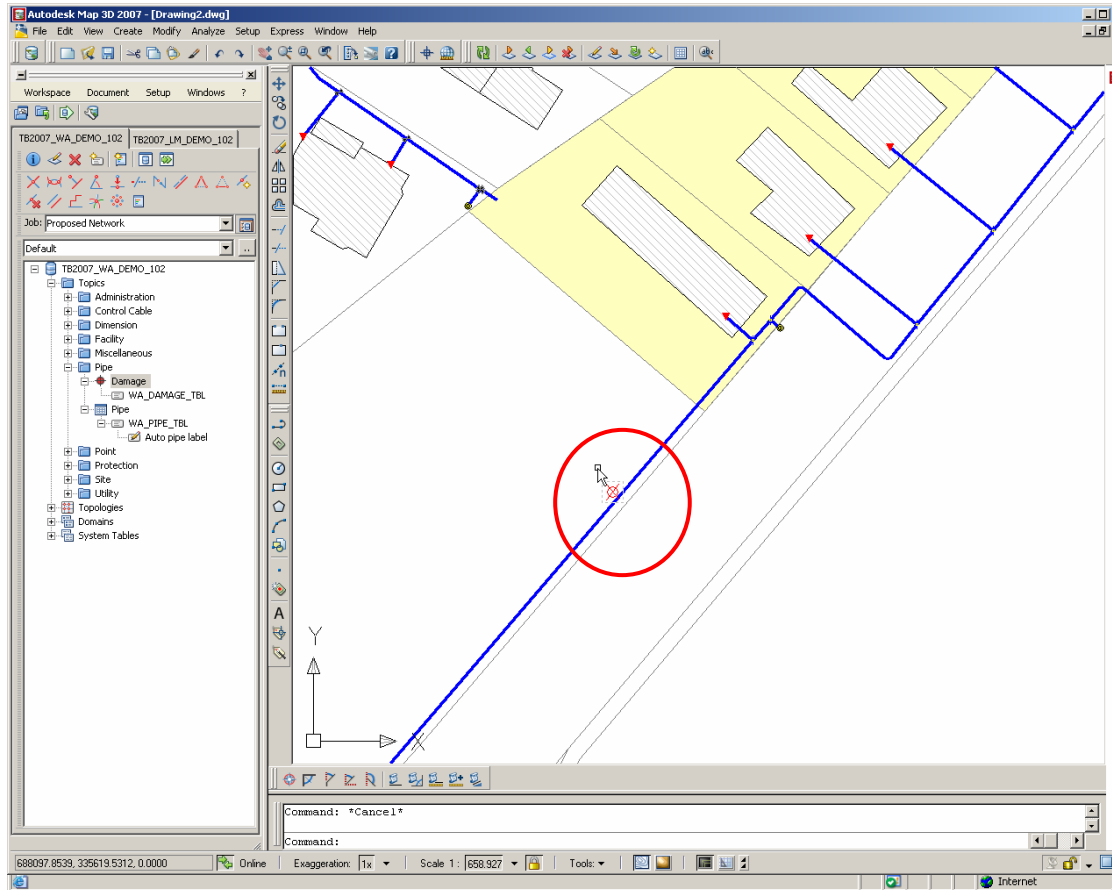 Autodesk Map 3D 2007 - [Drawing2.dwg]
File Edit View Create Modify Analyze Setup Express Window Help
Workspace Document Setup Windows ?
TB2007_WA_DEMO_102 TB2007_LM_DEMO_102
Job: Proposed Network
Default
TB2007_WA_DEMO_102
Topics
Administration
Control Cable
Dimension
Facility
Miscellaneous
Pipe
Damage
WA_DAMAGE_TBL
Pipe
WA_PIPE_TBL
Auto pipe label
Point
Protection
Site
Utility
Topologies
Domains
System Tables
A
Y
X
Command: *Cancel*
Command:
688097.8539, 335619.5312, 0.0000 Online Exaggeration: 1x Scale 1 : 658.927 Tools:
Internet